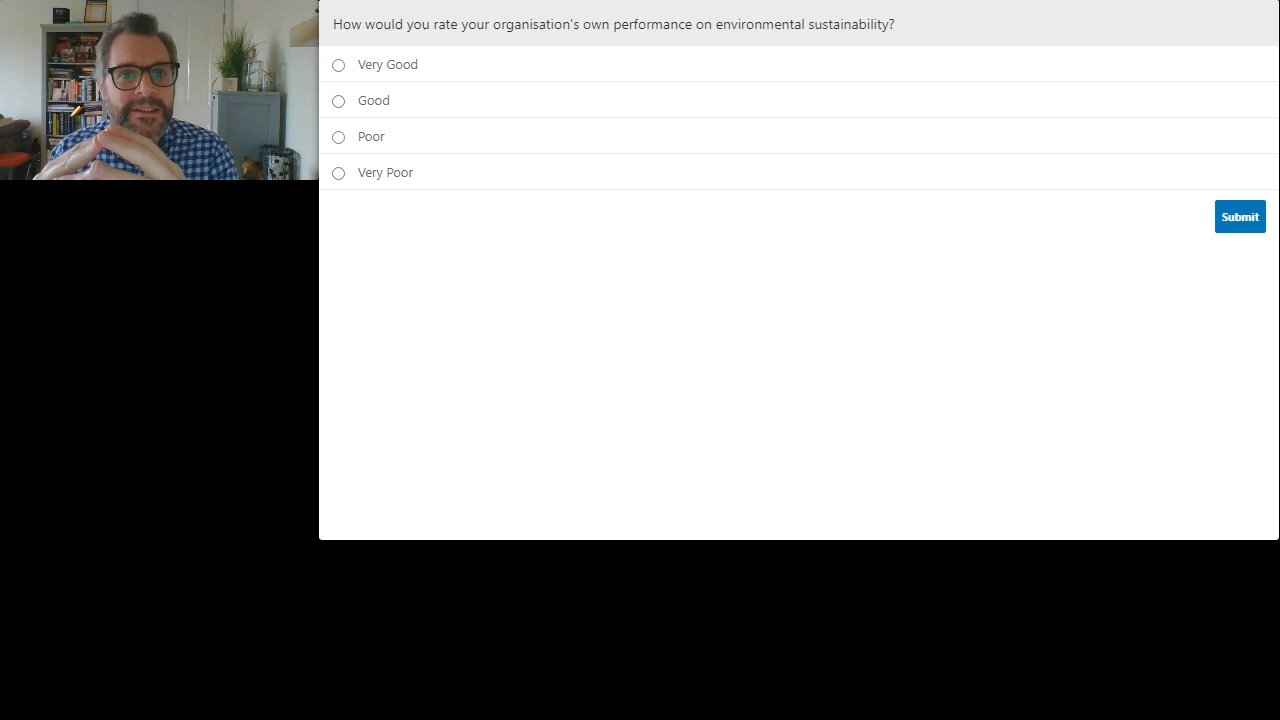 How would you rate your organisation's own performance on environmental sustainability?
Very Good
Good
Poor
Very Poor
Submit